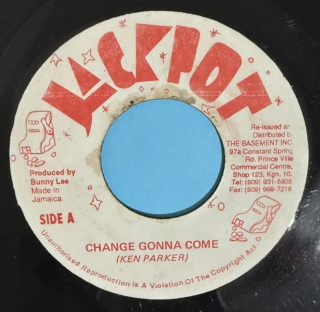 JACKPOT
Re-issued &
Distributed by
THE BASEMENT INC.
97a Constant Spring
Rd. Prince Ville
Commercial Centre,
Shop 123, Kgn. 10.
Tel: (809) 931-5808
Fax: (809) 969-7216
Produced by
Bunny Lee
Made in
Jamaica
SIDE A
CHANGE GONNA COME
(KEN PARKER)
Unauthorised Reproduction Is A Violation Of The Copyright Act